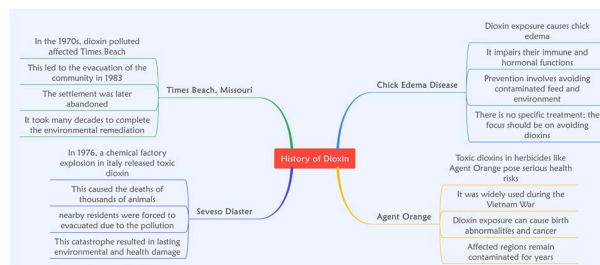 In the 1970s, dioxin polluted
affected Times Beach
This led to the evacuation of the
community in 1983
The settlement was later
abandoned
It took many decades to complete
the environmental remediation
Times Beach, Missouri
In 1976, a chemical factory
explosion in italy released toxic
dioxin
This caused the deaths of
thousands of animals
nearby residents were forced to
evacuated due to the pollution
This catastrophe resulted in lasting
environmental and health damage
Seveso Diaster
History of Dioxin
Chick Edema Disease
Dioxin exposure causes chick
edema
It impairs their immune and
hormonal functions
Prevention involves avoiding
contaminated feed and
environment
There is no specific treatment; the
focus should be on avoiding
dioxins
Agent Orange
Toxic dioxins in herbicides like
Agent Orange pose serious health
risks
It was widely used during the
Vietnam War
Dioxin exposure can cause birth
abnormalities and cancer
Affected regions remain
contaminated for years